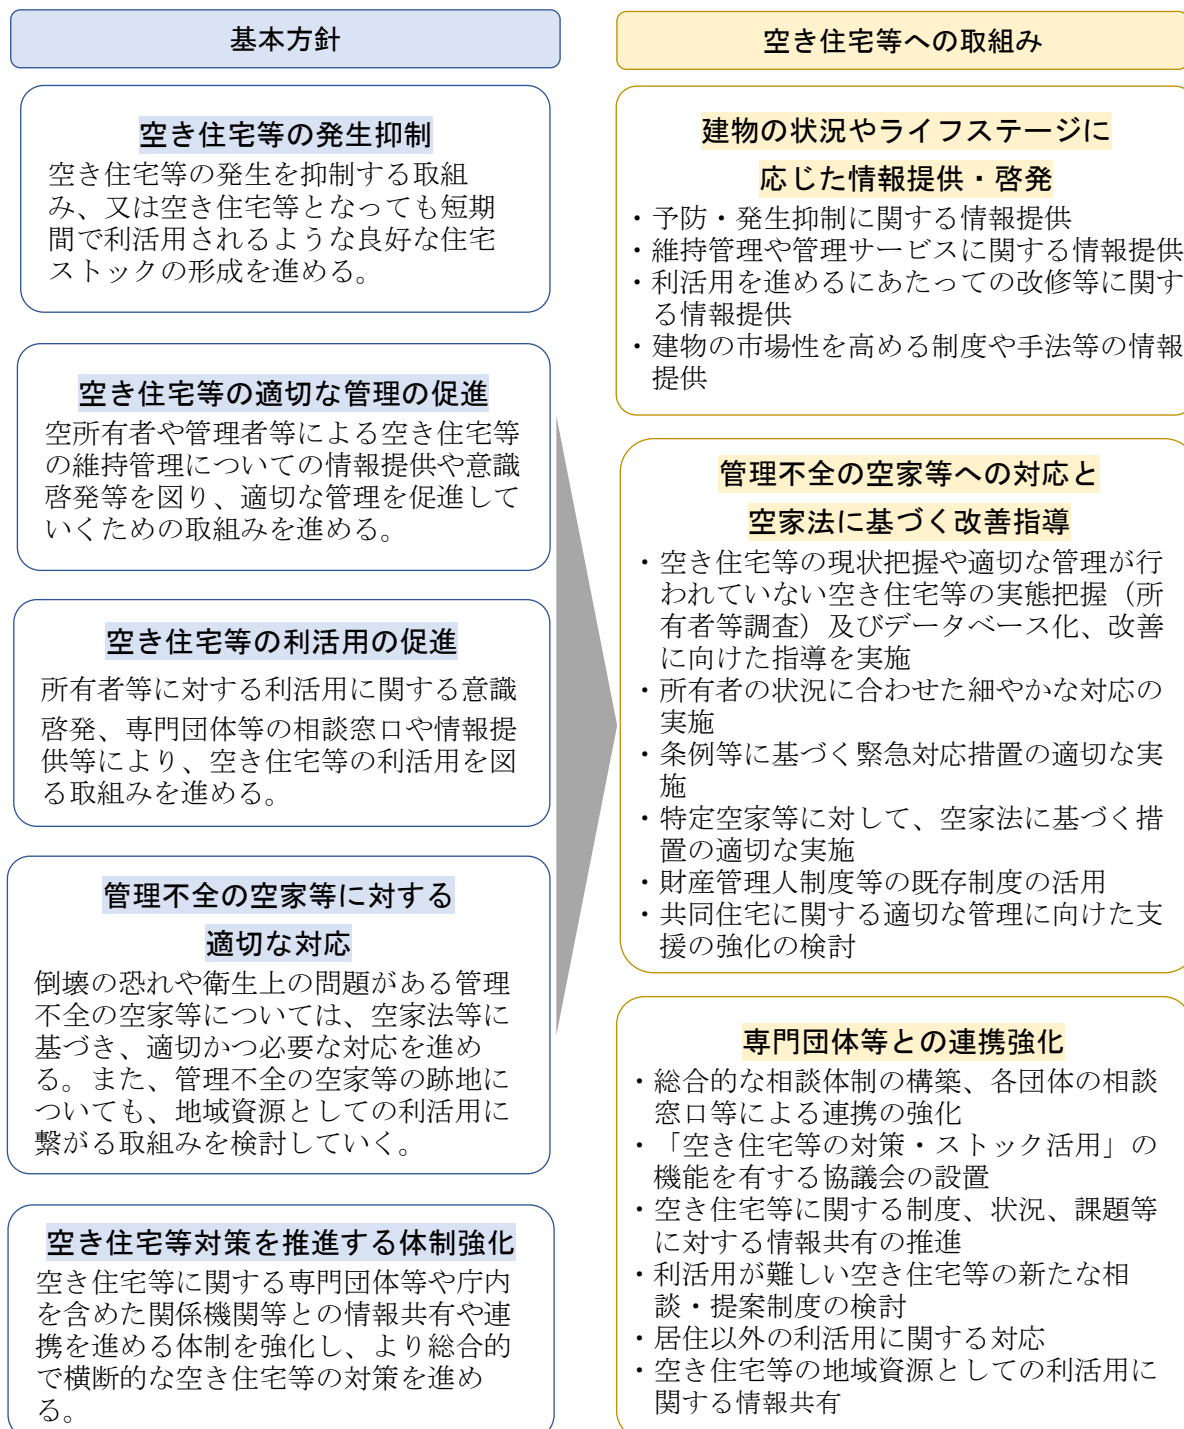 基本方針
空き住宅等の発生抑制
空き住宅等の発生を抑制する取組
み、又は空き住宅等となっても短期
間で利活用されるような良好な住宅
ストックの形成を進める。
空き住宅等の適切な管理の促進
空所有者や管理者等による空き住宅等
の維持管理についての情報提供や意識
啓発等を図り、適切な管理を促進して
いくための取組みを進める。
空き住宅等の利活用の促進
所有者等に対する利活用に関する意識
啓発、専門団体等の相談窓口や情報提
供等により、空き住宅等の利活用を図
る取組みを進める。
管理不全の空家等に対する
適切な対応
倒壊の恐れや衛生上の問題がある管理
不全の空家等については、空家法等に
基づき、適切かつ必要な対応を進め
る。また、管理不全の空家等の跡地に
ついても、地域資源としての利活用に
繋がる取組みを検討していく。
空き住宅等対策を推進する体制強化
空き住宅等に関する専門団体等や庁内
を含めた関係機関等との情報共有や連
携を進める体制を強化し、より総合的
で横断的な空き住宅等の対策を進め
る。
空き住宅等への取組み
建物の状況やライフステージに
応じた情報提供・啓発
・予防・発生抑制に関する情報提供
・維持管理や管理サービスに関する情報提供
・利活用を進めるにあたっての改修等に関す
る情報提供
・建物の市場性を高める制度や手法等の情報
提供
管理不全の空家等への対応と
空家法に基づく改善指導
・空き住宅等の現状把握や適切な管理が行
われていない空き住宅等の実態把握（所
有者等調査）及びデータベース化、改善
に向けた指導を実施
・所有者の状況に合わせた細やかな対応の
実施
・条例等に基づく緊急対応措置の適切な実
施
・特定空家等に対して、空家法に基づく措
置の適切な実施
・財産管理人制度等の既存制度の活用
・共同住宅に関する適切な管理に向けた支
援の強化の検討
専門団体等との連携強化
・総合的な相談体制の構築、各団体の相談
窓口等による連携の強化
・「空き住宅等の対策・ストック活用」の
機能を有する協議会の設置
・空き住宅等に関する制度、状況、課題等
に対する情報共有の推進
・利活用が難しい空き住宅等の新たな相
談・提案制度の検討
・居住以外の利活用に関する対応
・空き住宅等の地域資源としての利活用に
関する情報共有